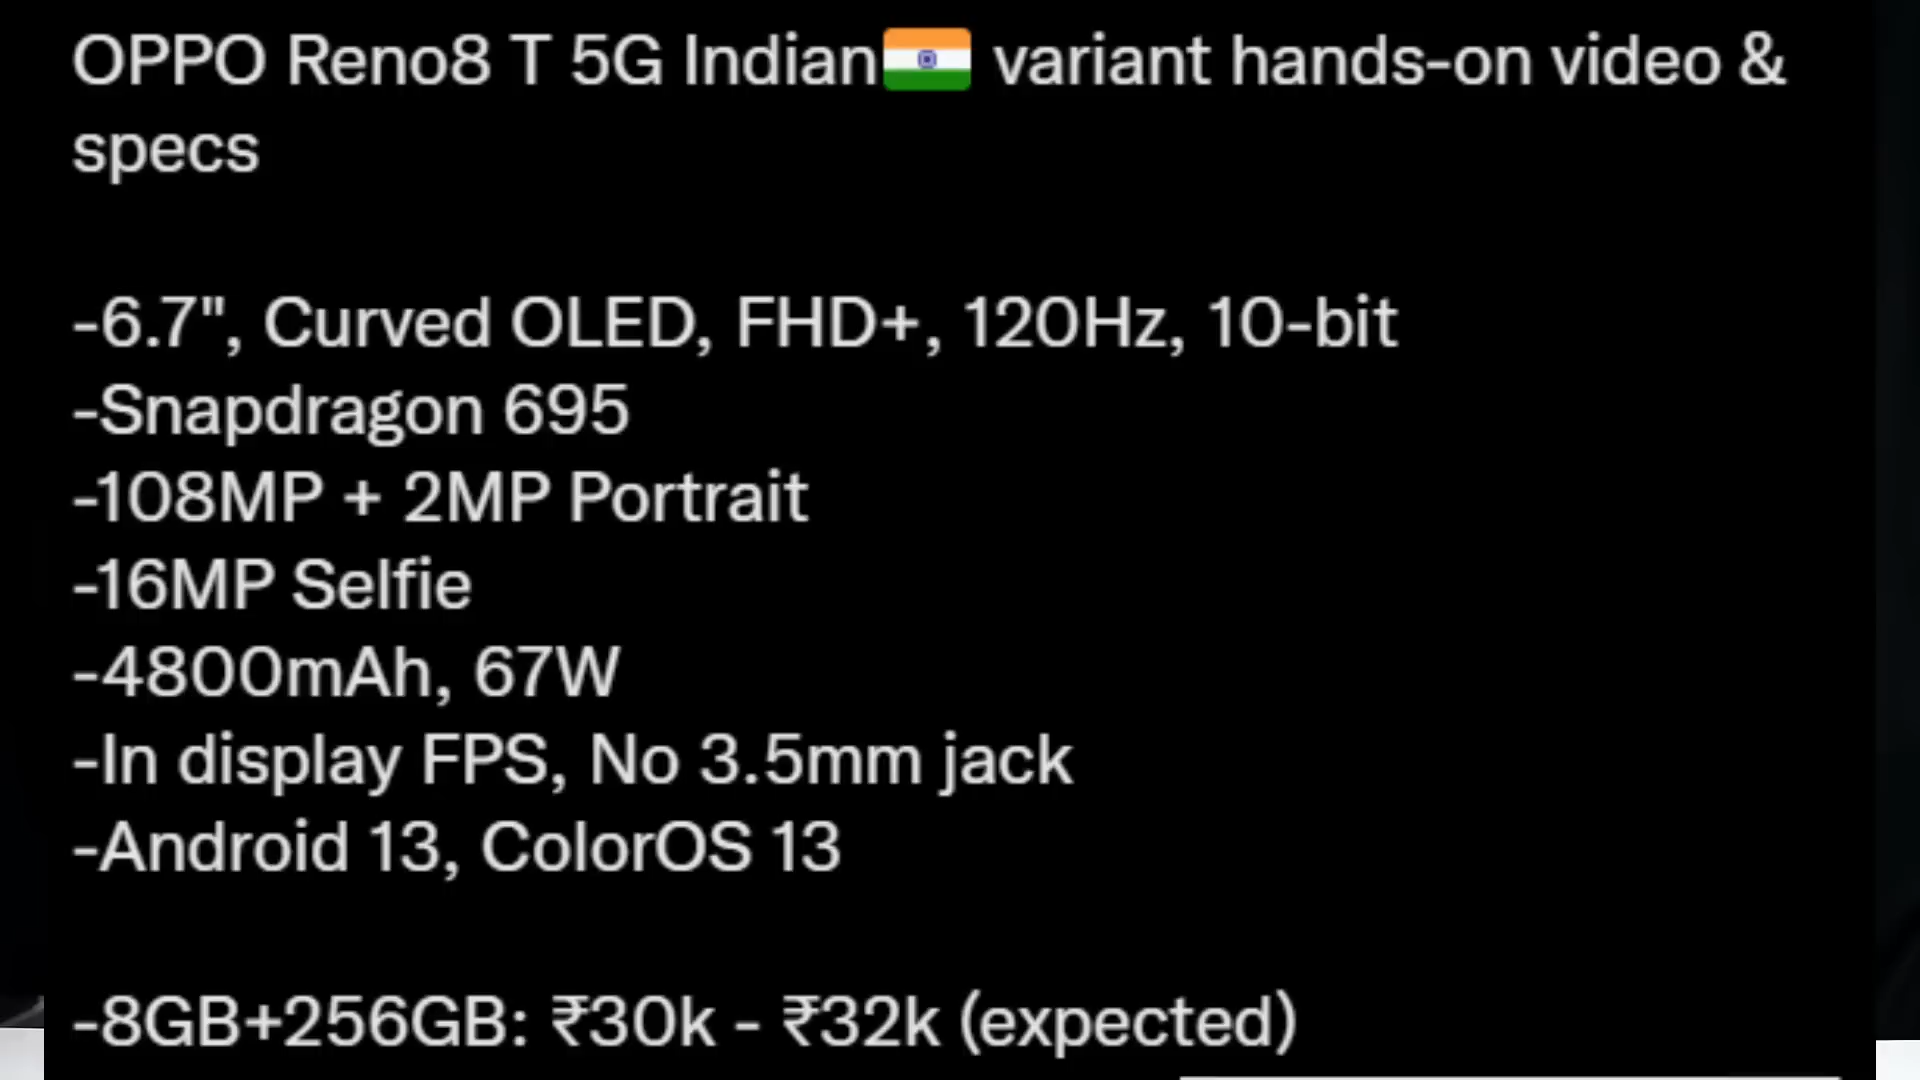 OPPO Reno8 T 5G Indian🇮🇳 variant hands-on video &
specs
-6.7", Curved OLED, FHD+, 120Hz, 10-bit
-Snapdragon 695
-108MP + 2MP Portrait
-16MP Selfie
-4800mAh, 67W
-In display FPS, No 3.5mm jack
-Android 13, ColorOS 13
-8GB+256GB: ₹30k - ₹32k (expected)